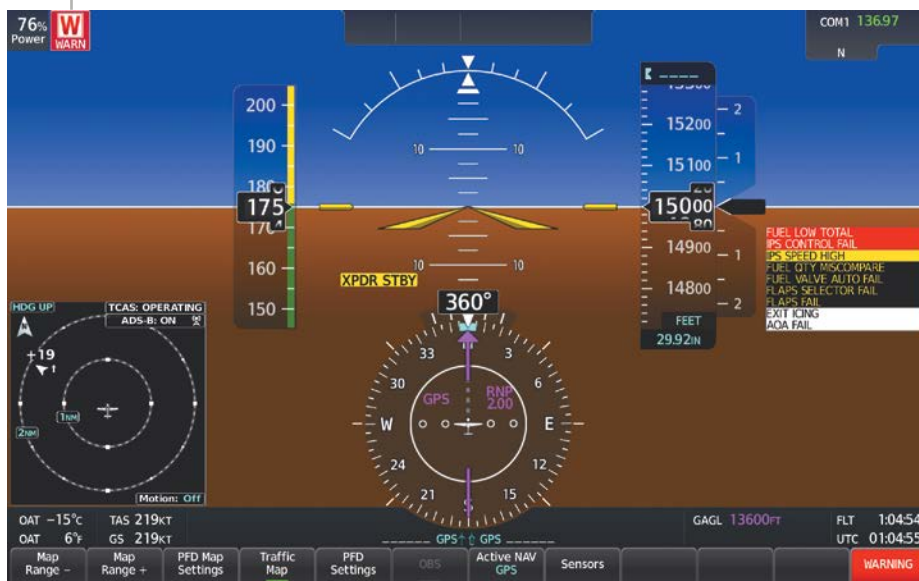 76%
Power
W
WARN
COM1 136.97
N
200
190
180
175
170
160
150
10 10
10 10
XPDR STBY
15300
15200
15100
20
15000
80
14900
14800
2
1
1
2
FEET
29.92IN
FUEL LOW TOTAL
IPS CONTROL FAIL
IPS SPEED HIGH
FUEL QTY MISCOMPARE
FUEL VALVE AUTO FAIL
FLAPS SELECTOR FAIL
FLAPS FAIL
EXIT ICING
AOA FAIL
HDG UP
TCAS: OPERATING
ADS-B: ON
N
+19
1NM
2NM
Motion: Off
360°
33 3
30 6
W E
24 12
21 15
S
GPS
RNP
2.00
OAT −15°C TAS 219KT
OAT 6°F GS 219KT
______ GPS GPS ______
GAGL 13600FT
FLT 1:04:54
UTC 01:04:55
Map
Range −
Map
Range +
PFD Map
Settings
Traffic
Map
PFD
Settings
OBS
Active NAV
GPS
Sensors
WARNING